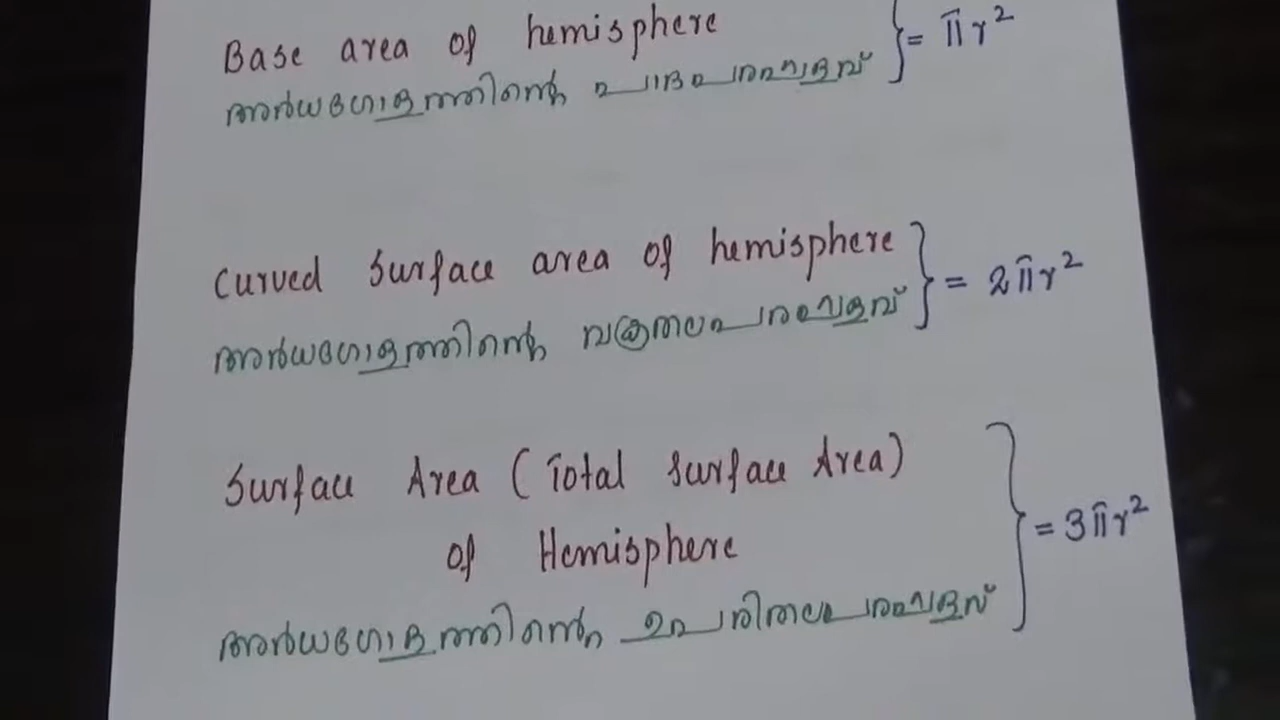 Base area of hemisphere
അർധഗോളത്തിന്റെ പാദപരപ്പളവ് } = πr²
Curved surface area of hemisphere
അർധഗോളത്തിന്റെ വക്രതലപരപ്പളവ് } = 2πr²
Surface Area (Total Surface Area)
of Hemisphere } = 3πr²
അർധഗോളത്തിന്റെ ഉപരിതലപരപ്പളവ്